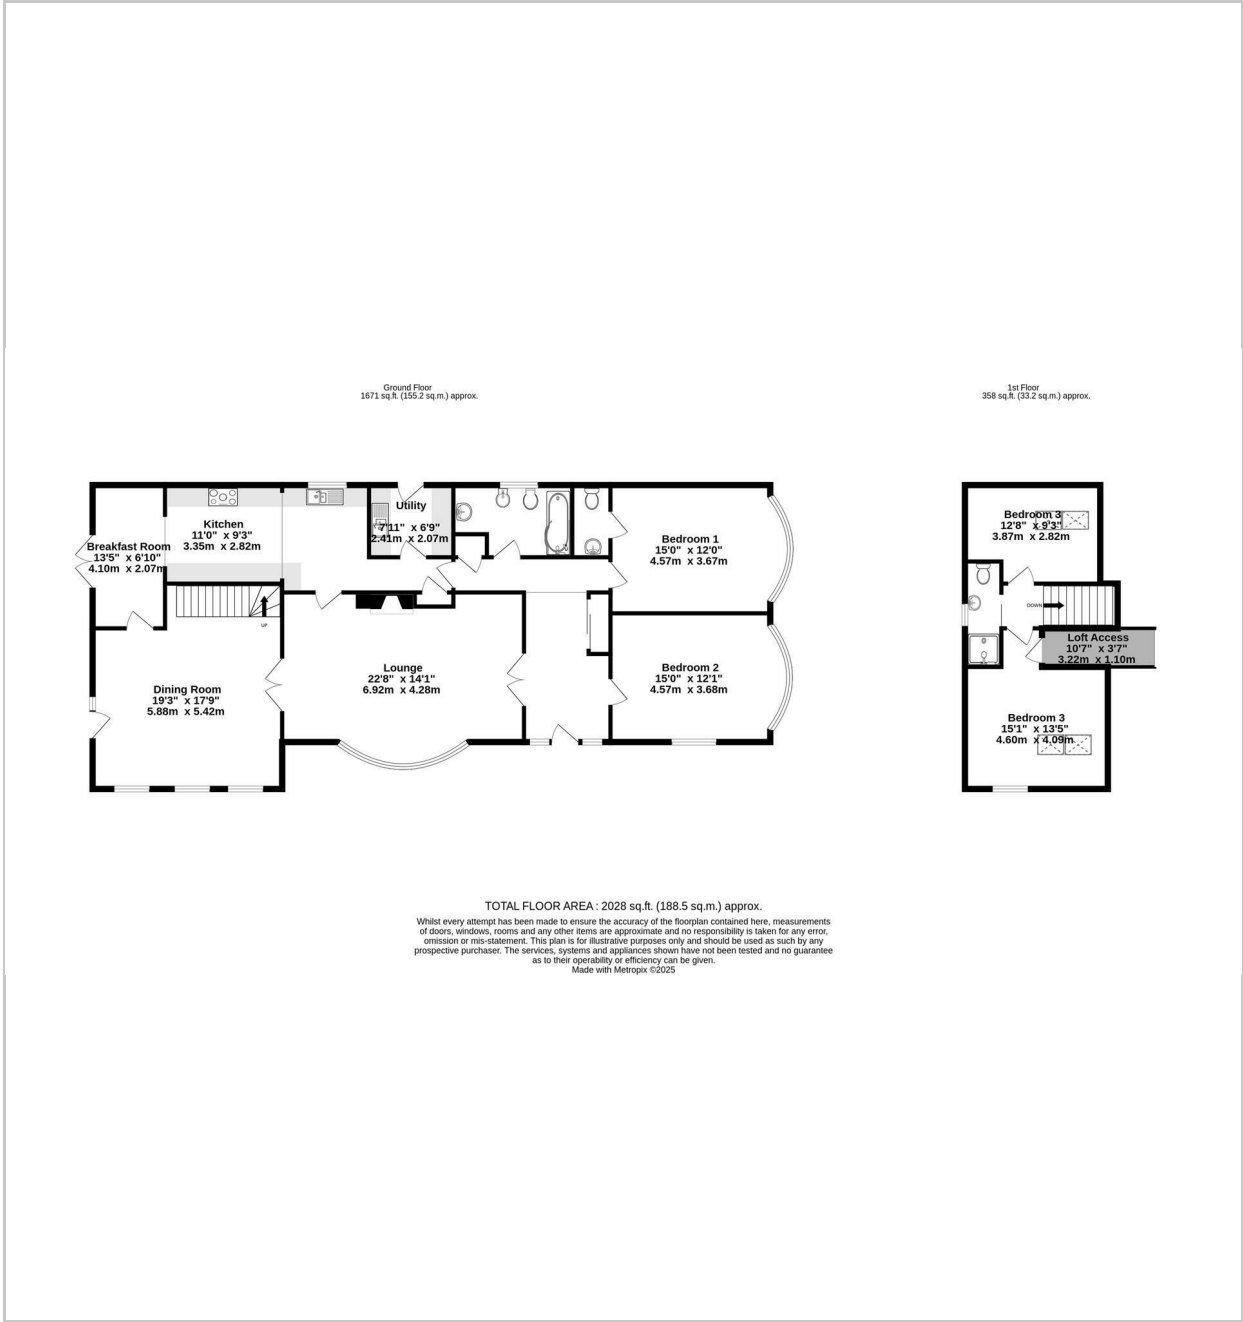 Ground Floor
1671 sq.ft. (155.2 sq.m.) approx.
1st Floor
358 sq.ft. (33.2 sq.m.) approx.
Utility
7'11" x 6'9"
2.41m x 2.07m
Kitchen
11'0" x 9'3"
3.35m x 2.82m
Breakfast Room
13'5" x 6'10"
4.10m x 2.07m
Bedroom 1
15'0" x 12'0"
4.57m x 3.67m
UP
Lounge
22'8" x 14'1"
6.92m x 4.28m
Bedroom 2
15'0" x 12'1"
4.57m x 3.68m
Dining Room
19'3" x 17'9"
5.88m x 5.42m
Bedroom 3
12'8" x 9'3"
3.87m x 2.82m
DOWN
Loft Access
10'7" x 3'7"
3.22m x 1.10m
Bedroom 3
15'1" x 13'5"
4.60m x 4.09m
TOTAL FLOOR AREA : 2028 sq.ft. (188.5 sq.m.) approx.
Whilst every attempt has been made to ensure the accuracy of the floorplan contained here, measurements
of doors, windows, rooms and any other items are approximate and no responsibility is taken for any error,
omission or mis-statement. This plan is for illustrative purposes only and should be used as such by any
prospective purchaser. The services, systems and appliances shown have not been tested and no guarantee
as to their operability or efficiency can be given.
Made with Metropix ©2025